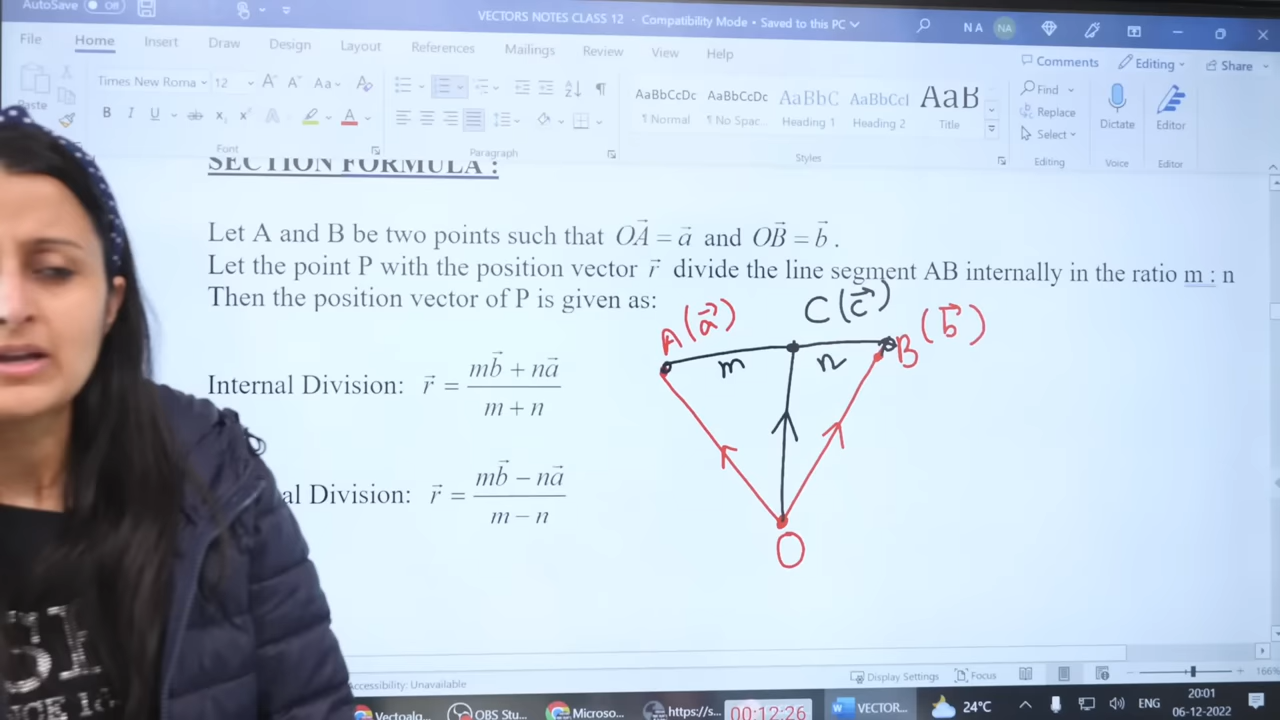 AutoSave Off
VECTORS NOTES CLASS 12 - Compatibility Mode • Saved to this PC
N A NA
File Home Insert Draw Design Layout References Mailings Review View Help
Comments Editing Share
Paste
Times New Roma 12 A A Aa A
AaBbCcDc AaBbCcDc AaBbC AaBbCcI AaB
¶ Normal ¶ No Spac... Heading Heading 2 Title
Find
Replace
Select
Dictate
Editor
B I U ab x x A A
Font Paragraph Styles Editing Voice Editor
SECTION FORMULA :
Let A and B be two points such that OA⃗ = a⃗ and OB⃗ = b⃗ .
Let the point P with the position vector r⃗ divide the line segment AB internally in the ratio m : n
Then the position vector of P is given as:
A(a⃗) C(c⃗) B(b⃗)
m n
Internal Division: r⃗ = (mb⃗ + na⃗)/(m + n)
al Division: r⃗ = (mb⃗ − na⃗)/(m − n)
O
Accessibility: Unavailable
Display Settings Focus 166%
OBS Stu... Microso... https://s... 00:12:26 VECTOR... 24°C ENG 20:01
06-12-2022